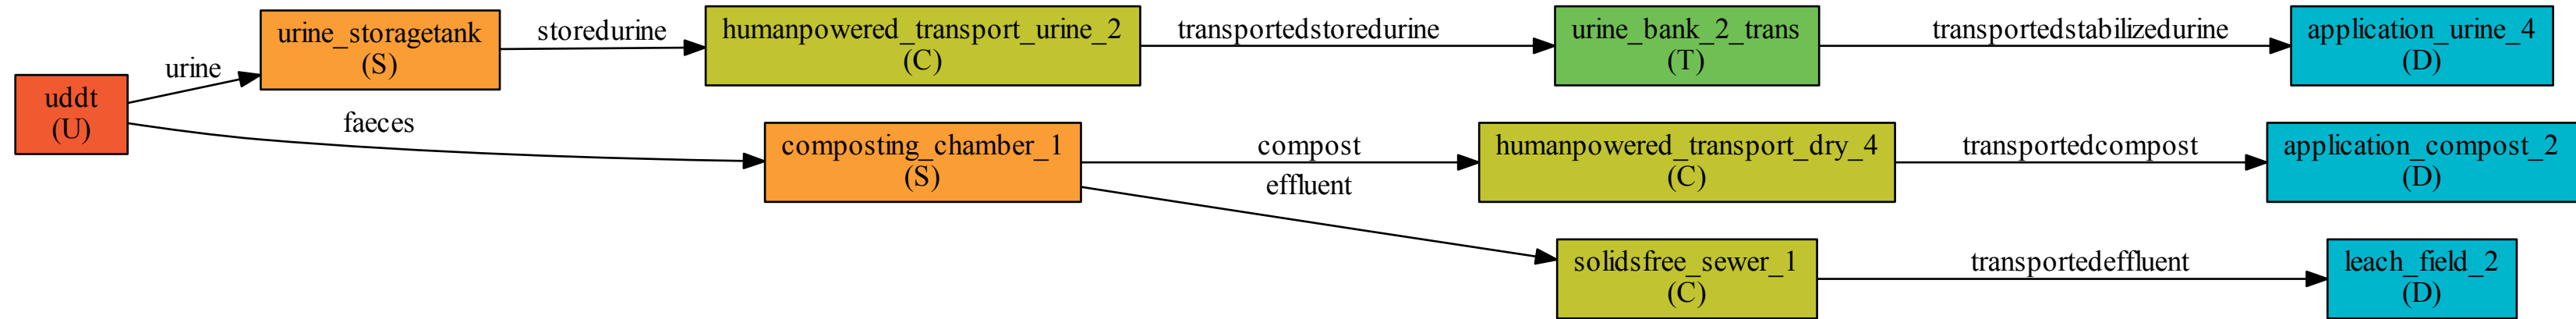 uddt
(U)
urine
urine_storagetank
(S)
storedurine
humanpowered_transport_urine_2
(C)
transportedstoredurine
urine_bank_2_trans
(T)
transportedstabilizedurine
application_urine_4
(D)
faeces
composting_chamber_1
(S)
compost
humanpowered_transport_dry_4
(C)
transportedcompost
application_compost_2
(D)
effluent
solidsfree_sewer_1
(C)
transportedeffluent
leach_field_2
(D)